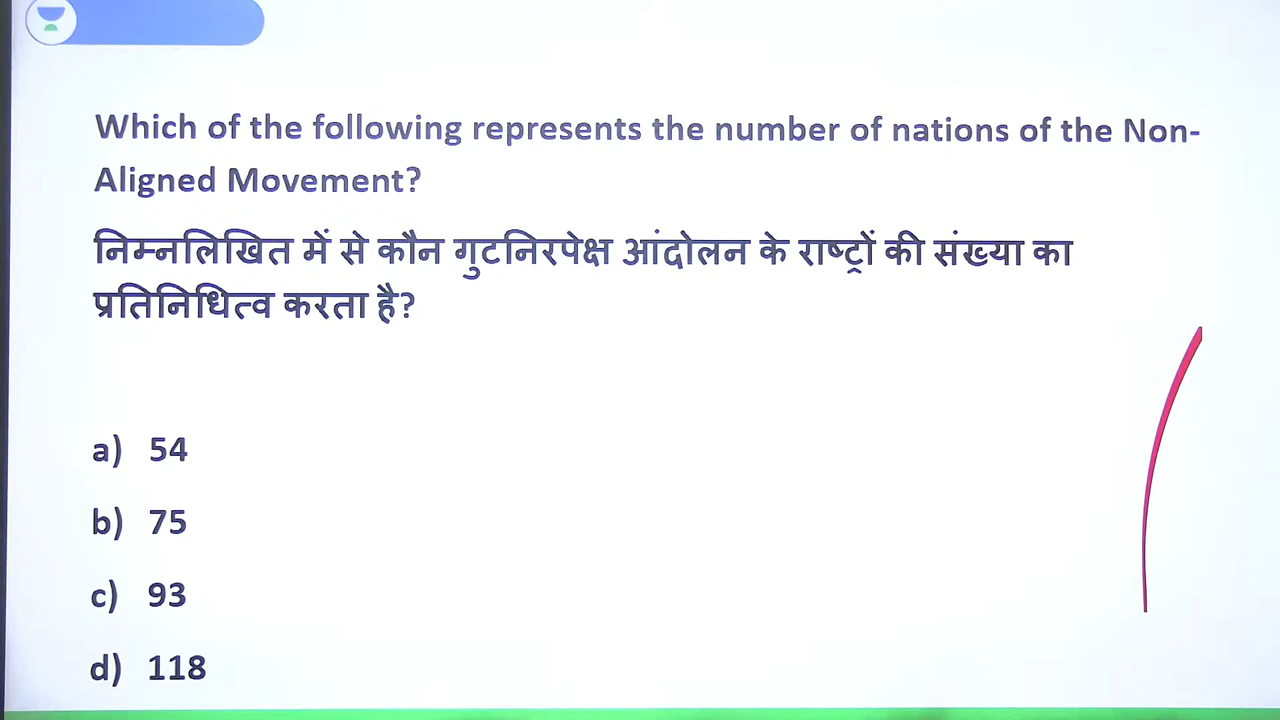 Which of the following represents the number of nations of the Non-
Aligned Movement?
निम्नलिखित में से कौन गुटनिरपेक्ष आंदोलन के राष्ट्रों की संख्या का
प्रतिनिधित्व करता है?
a) 54
b) 75
c) 93
d) 118